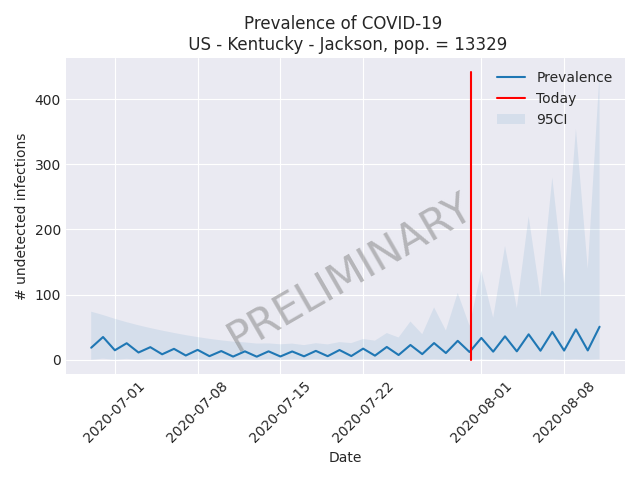 Prevalence of COVID-19
US - Kentucky - Jackson, pop. = 13329
Prevalence
Today
95CI
# undetected infections
400
300
200
100
0
PRELIMINARY
2020-07-01
2020-07-08
2020-07-15
2020-07-22
2020-08-01
2020-08-08
Date